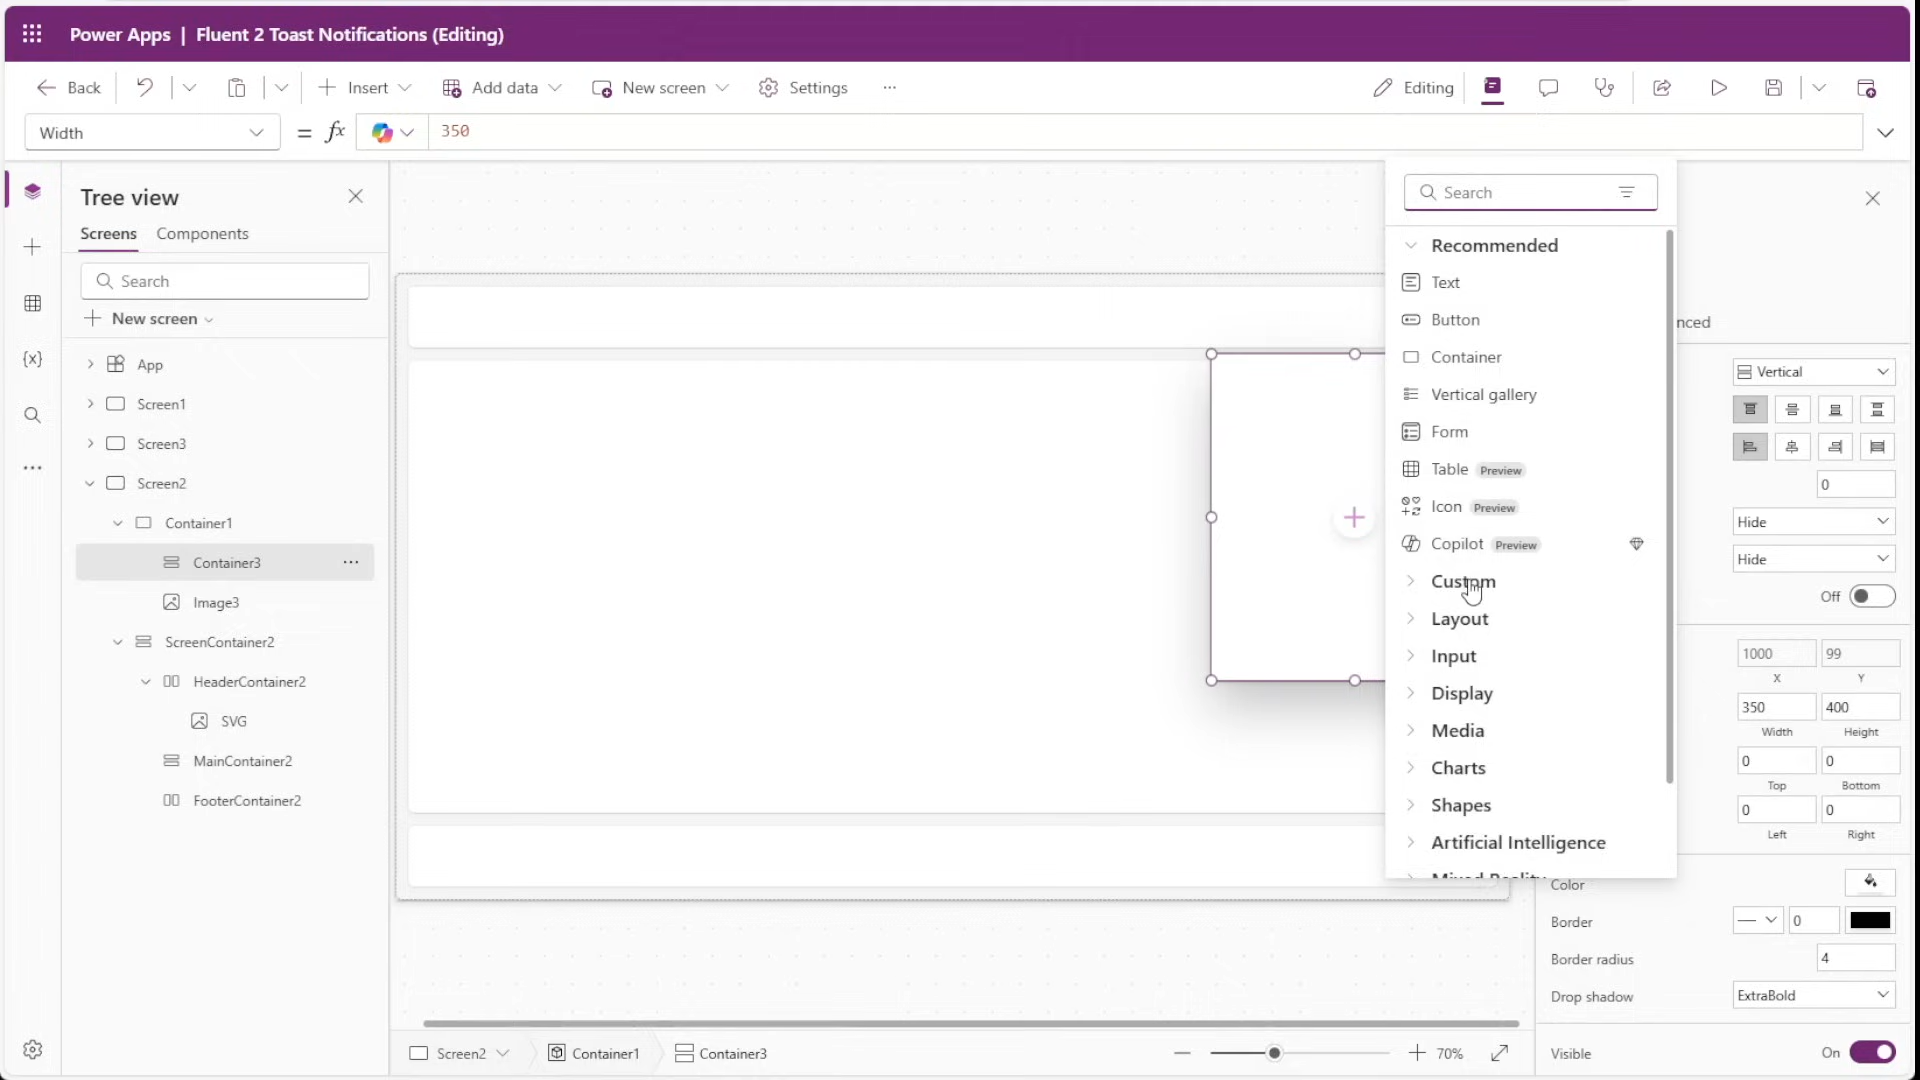 Power Apps | Fluent 2 Toast Notifications (Editing)
Back
Insert
Add data
New screen
Settings
Editing
Width
= fx
350
Tree view
Screens
Components
Search
New screen
App
Screen1
Screen3
Screen2
Container1
Container3
Image3
ScreenContainer2
HeaderContainer2
SVG
MainContainer2
FooterContainer2
Search
Recommended
Text
Button
Container
Vertical gallery
Form
Table Preview
Icon Preview
Copilot Preview
Custom
Layout
Input
Display
Media
Charts
Shapes
Artificial Intelligence
Mixed Reality
nced
Vertical
0
Hide
Hide
Off
1000 99
X Y
350 400
Width Height
0 0
Top Bottom
0 0
Left Right
Color
Border 0
Border radius 4
Drop shadow ExtraBold
Visible On
Screen2
Container1
Container3
70%